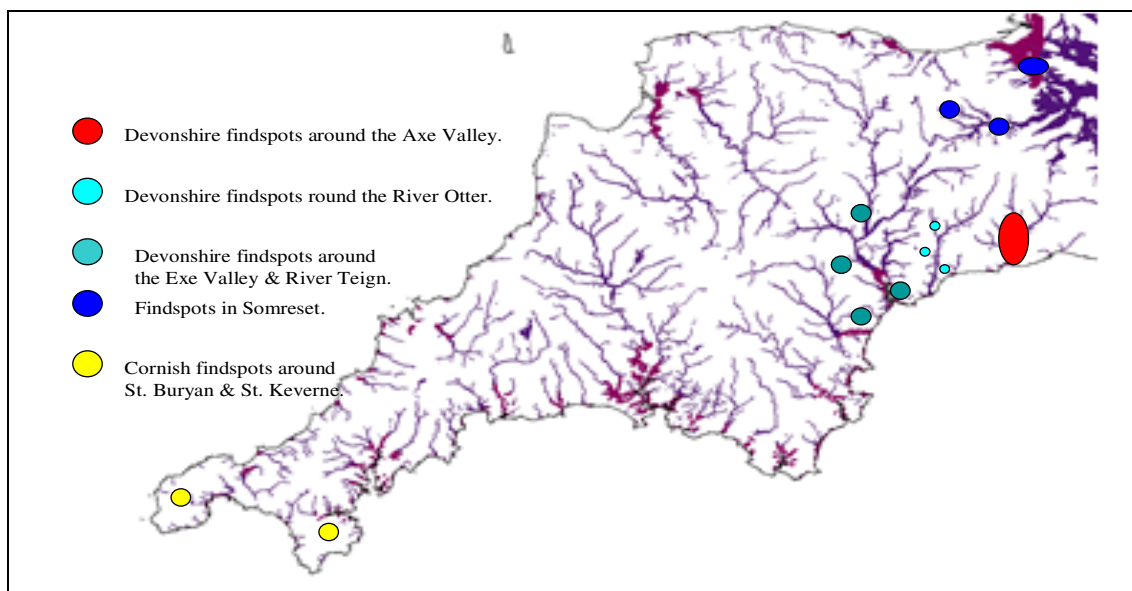 Devonshire findspots around the Axe Valley.
Devonshire findspots round the River Otter.
Devonshire findspots around
the Exe Valley & River Teign.
Findspots in Somreset.
Cornish findspots around
St. Buryan & St. Keverne.